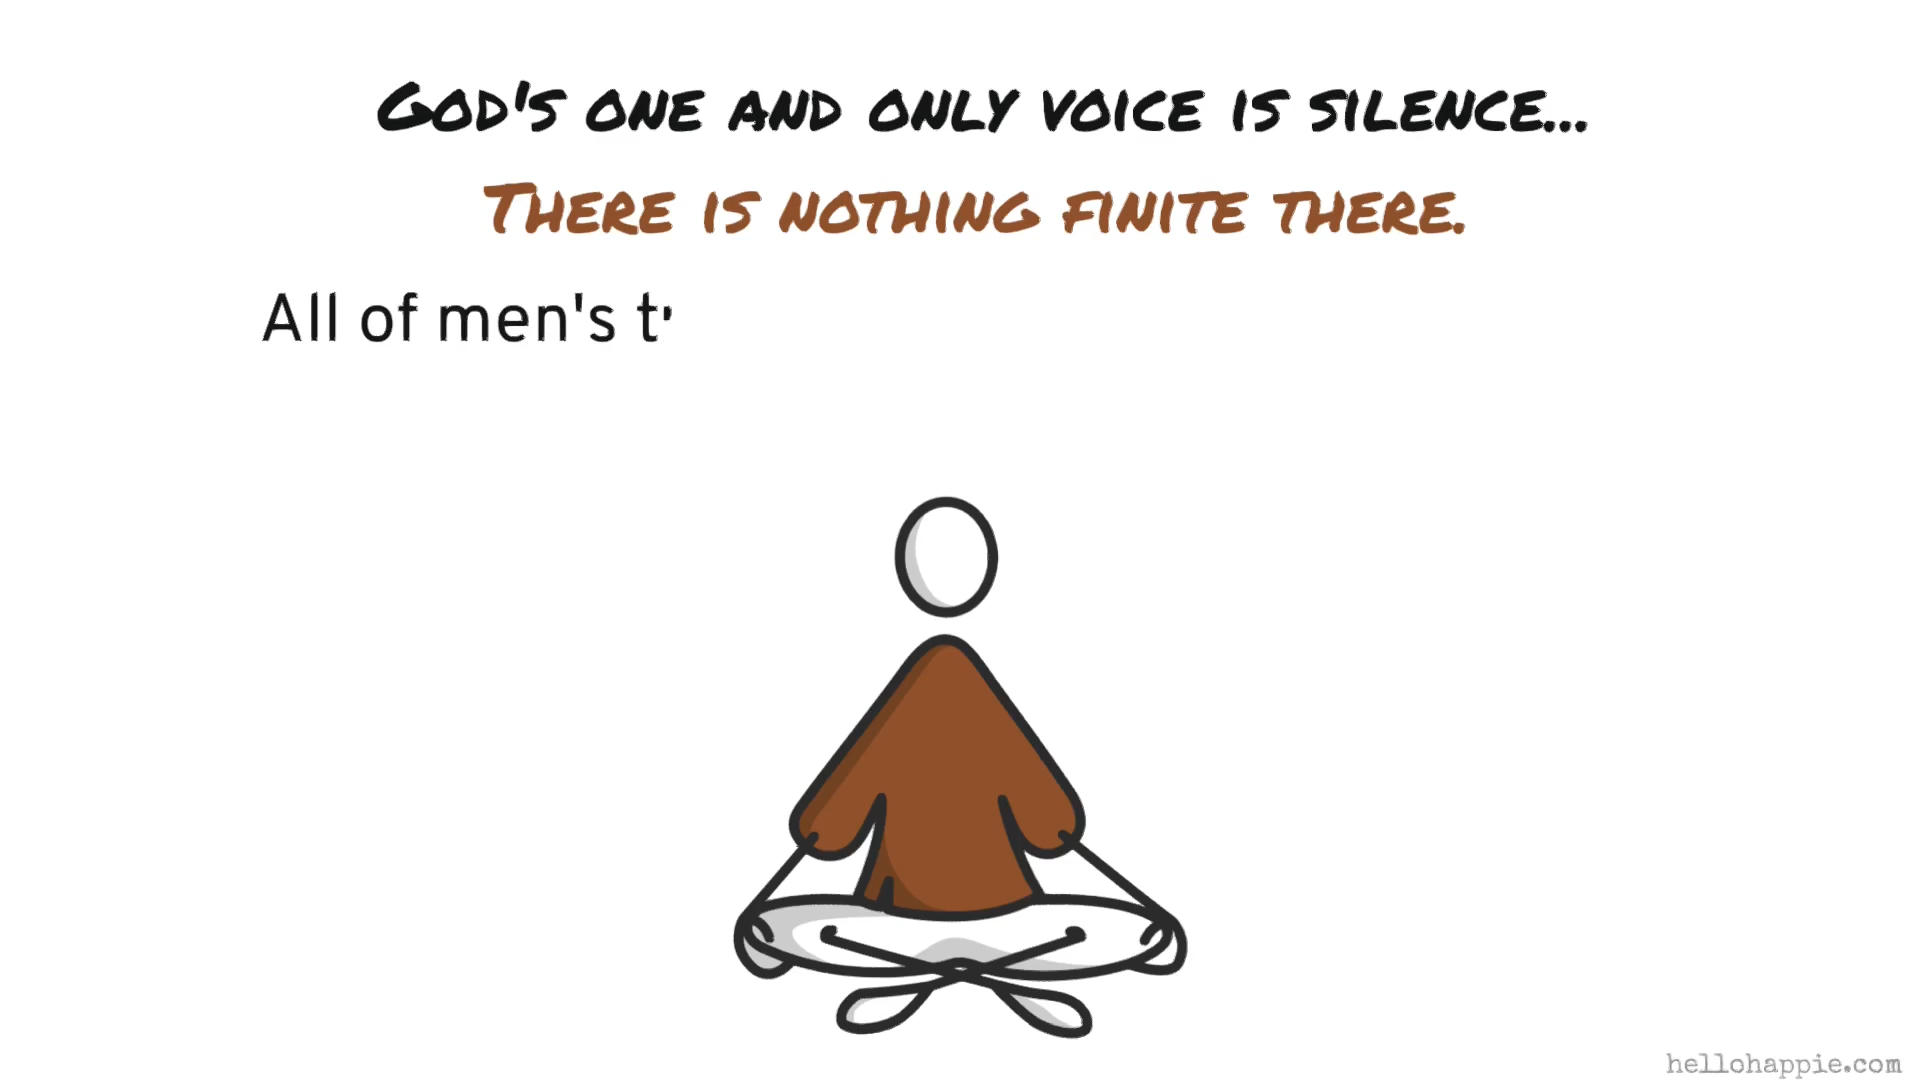 God's one and only voice is silence...
There is nothing finite there.
All of men's
hellohappie.com